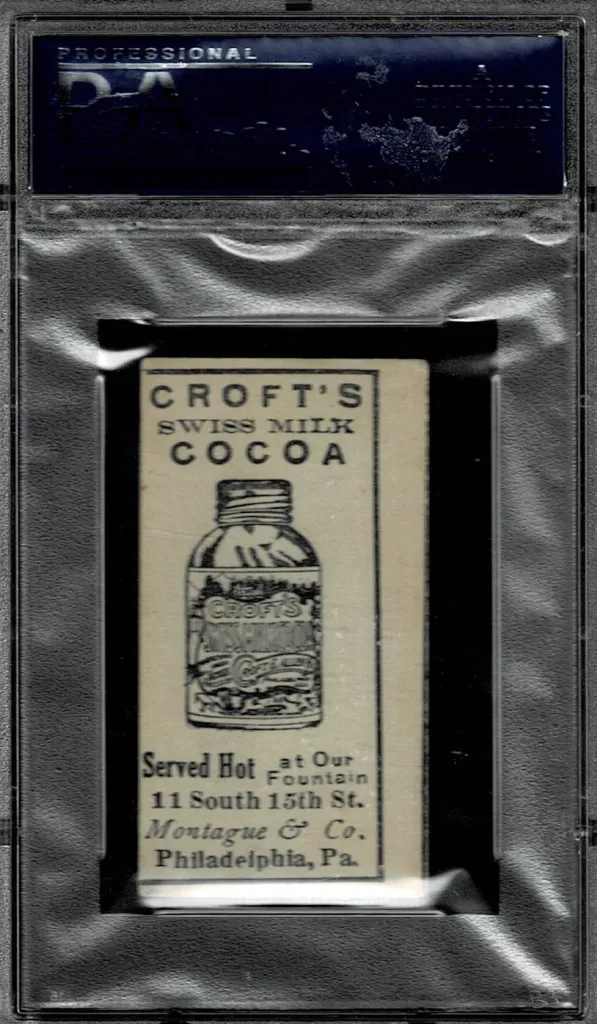 PROFESSIONAL
CROFT'S
SWISS MILK
COCOA
CROFT'S
Served Hot at Our
Fountain
11 South 15th St.
Montague & Co.
Philadelphia, Pa.